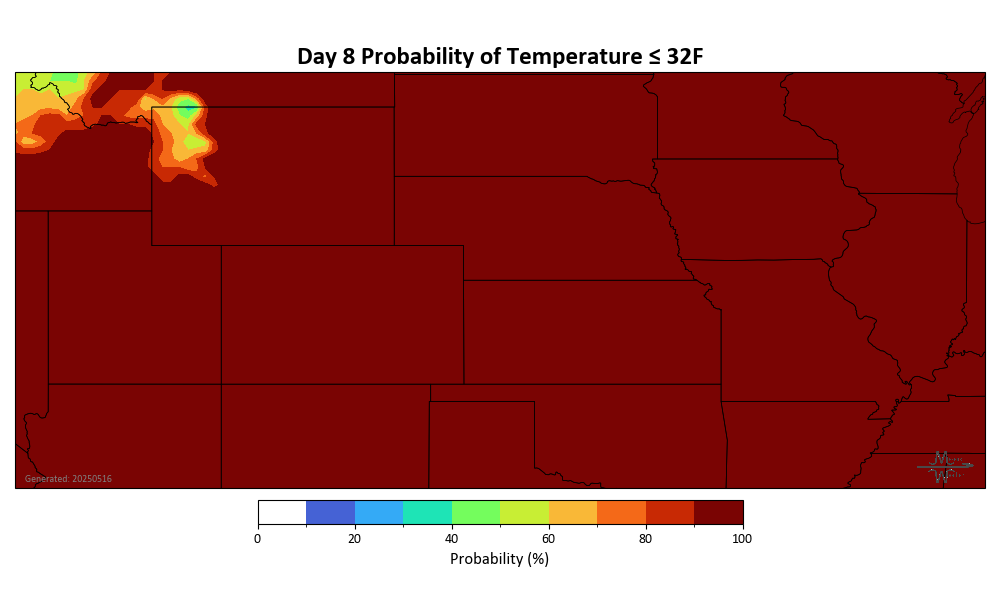 Day 8 Probability of Temperature ≤ 32F
Generated: 20250516
0 20 40 60 80 100
Probability (%)